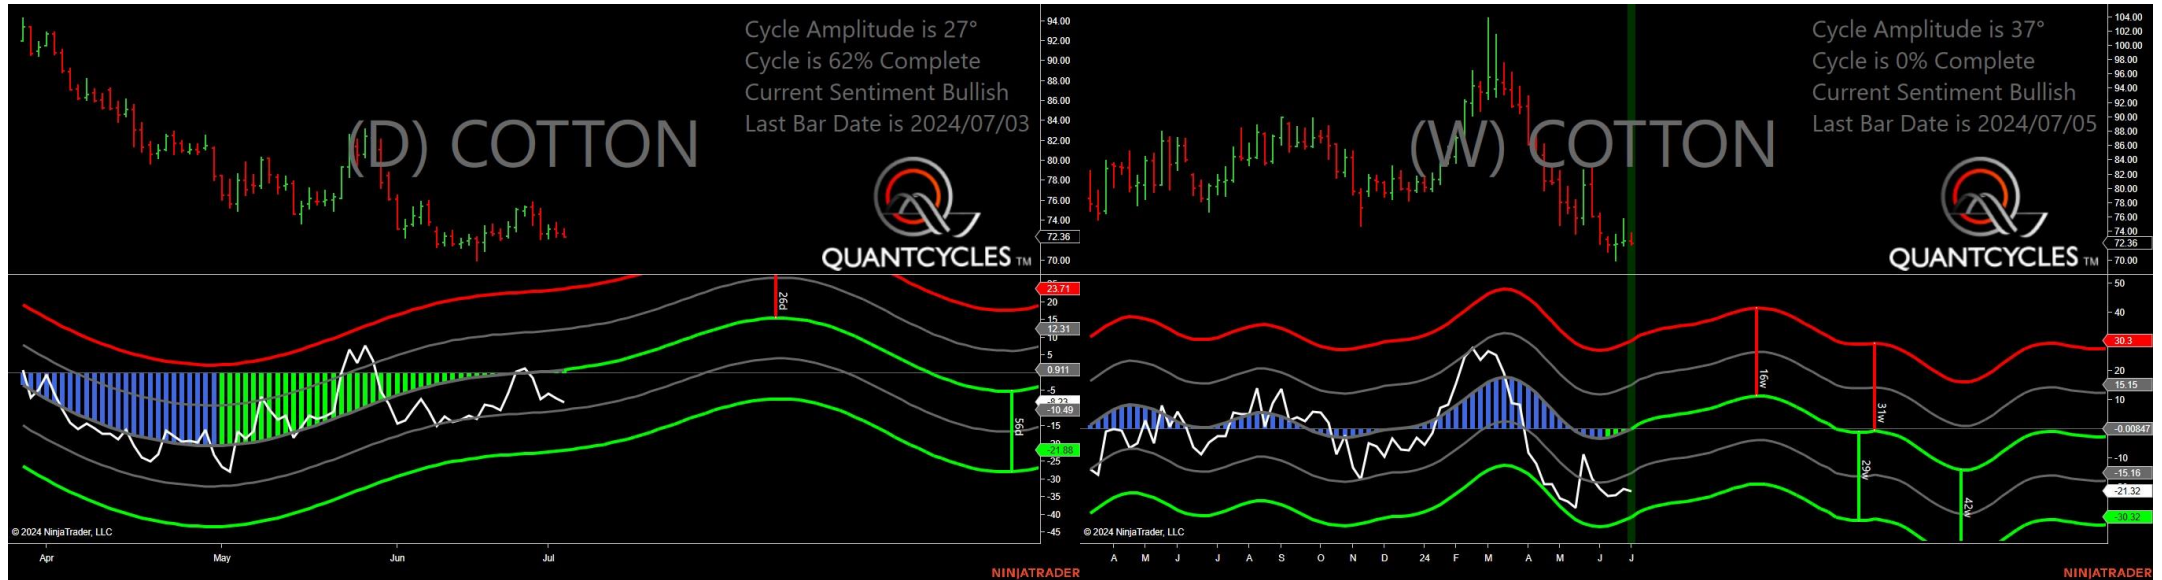 Cycle Amplitude is 27°
Cycle is 62% Complete
Current Sentiment Bullish
Last Bar Date is 2024/07/03
(D) COTTON
QUANTCYCLES TM
94.00
92.00
90.00
88.00
86.00
84.00
82.00
80.00
78.00
76.00
74.00
72.36
70.00
26d
56d
23.71
20
15
12.31
10
5
0.911
-5
-8.23
-10.49
-15
-21.88
-25
-30
-35
-40
-45
© 2024 NinjaTrader, LLC
Apr
May
Jun
Jul
NINJATRADER
Cycle Amplitude is 37°
Cycle is 0% Complete
Current Sentiment Bullish
Last Bar Date is 2024/07/05
(W) COTTON
QUANTCYCLES TM
104.00
102.00
100.00
98.00
96.00
94.00
92.00
90.00
88.00
86.00
84.00
82.00
80.00
78.00
76.00
74.00
72.36
70.00
16w
31w
29w
42w
50
40
30.3
20
15.15
10
-0.00847
-10
-15.16
-21.32
-30.32
© 2024 NinjaTrader, LLC
A M J J A S O N D 24 F M A M J J
NINJATRADER